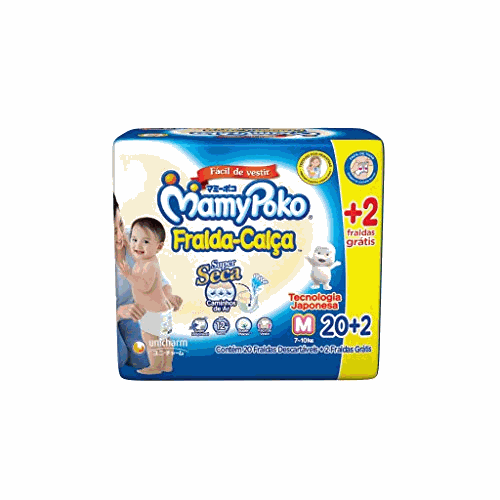 Fácil de vestir
マミーポコ
MamyPoko
Fralda-Calça
+2
fraldas
grátis
Super
Seca
Caminhos
de Ar
12h
Tecnologia
Japonesa
M
20+2
7-10kg
Contém 20 Fraldas Descartáveis + 2 Fraldas Grátis
unicharm
ユニ・チャーム